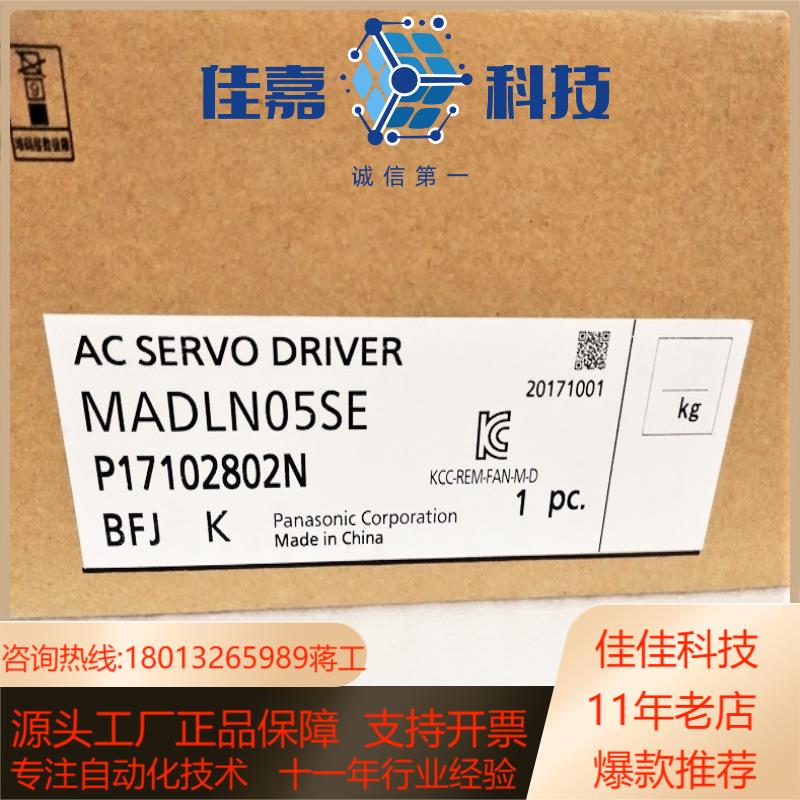 佳嘉 科技
诚信第一
AC SERVO DRIVER
MADLN05SE
20171001
P17102802N
KCC-REM-FAN-M-D
BFJ K
Panasonic Corporation
Made in China
1 pc.
kg
咨询热线:18013265989蒋工
源头工厂正品保障 支持开票
专注自动化技术 十一年行业经验
佳佳科技
11年老店
爆款推荐